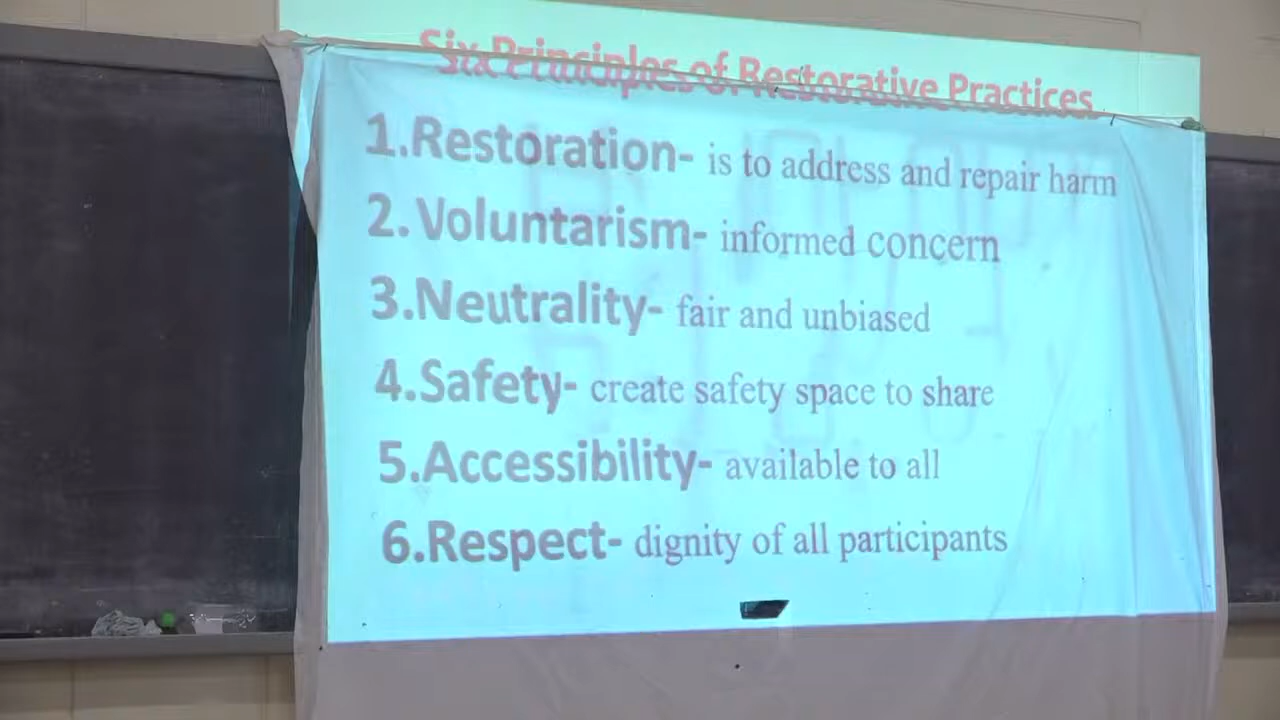 Six Principles of Restorative Practices
1.Restoration- is to address and repair harm
2.Voluntarism- informed concern
3.Neutrality- fair and unbiased
4.Safety- create safety space to share
5.Accessibility- available to all
6.Respect- dignity of all participants